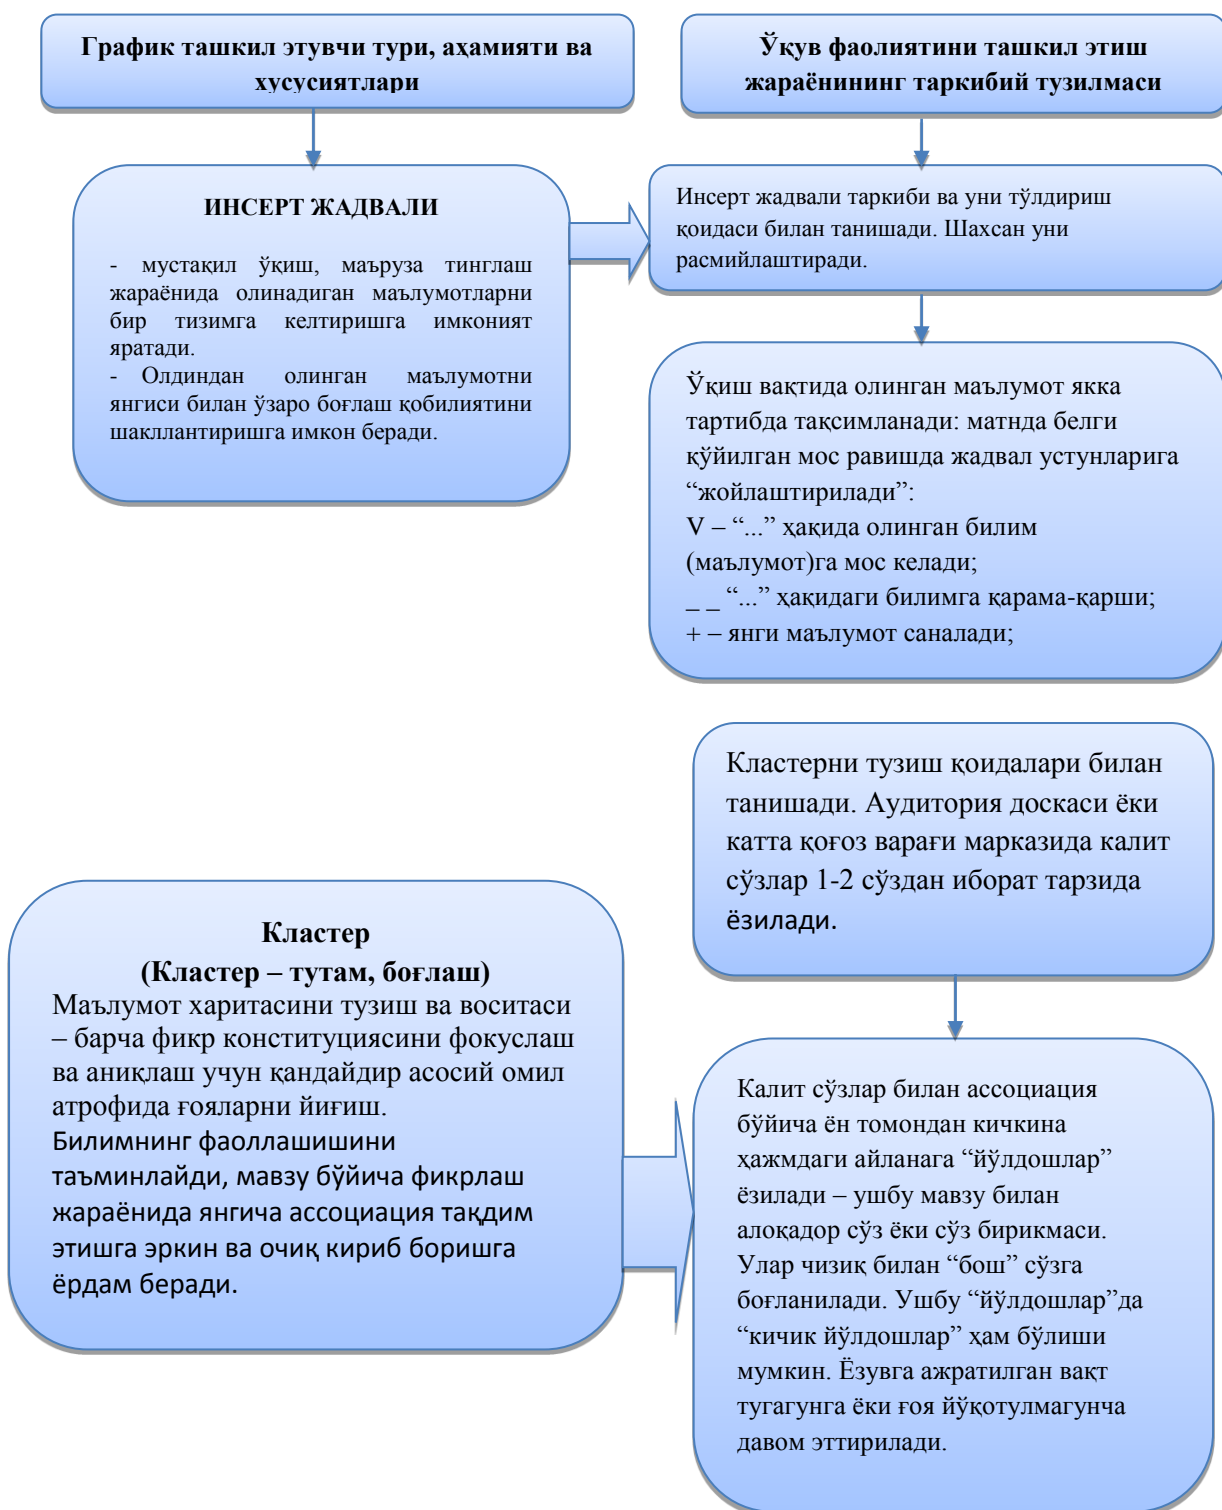 График ташкил этувчи тури, аҳамияти ва
хусусиятлари
Ўқув фаолиятини ташкил этиш
жараёнининг таркибий тузилмаси
ИНСЕРТ ЖАДВАЛИ
- мустақил ўқиш, маъруза тинглаш
жараёнида олинадиган маълумотларни
бир тизимга келтиришга имконият
яратади.
- Олдиндан олинган маълумотни
янгиси билан ўзаро боғлаш қобилиятини
шакллантиришга имкон беради.
Инсерт жадвали таркиби ва уни тўлдириш
қоидаси билан танишади. Шахсан уни
расмийлаштиради.
Ўқиш вақтида олинган маълумот якка
тартибда тақсимланади: матнда белги
қўйилган мос равишда жадвал устунларига
“жойлаштирилади”:
V – “...” ҳақида олинган билим
(маълумот)га мос келади;
_ _ “...” ҳақидаги билимга қарама-қарши;
+ – янги маълумот саналади;
Кластерни тузиш қоидалари билан
танишади. Аудитория доскаси ёки
катта қоғоз варағи марказида калит
сўзлар 1-2 сўздан иборат тарзида
ёзилади.
Кластер
(Кластер – тутам, боғлаш)
Маълумот харитасини тузиш ва воситаси
– барча фикр конституциясини фокуслаш
ва аниқлаш учун қандайдир асосий омил
атрофида ғояларни йиғиш.
Билимнинг фаоллашишини
таъминлайди, мавзу бўйича фикрлаш
жараёнида янгича ассоциация тақдим
этишга эркин ва очиқ кириб боришга
ёрдам беради.
Калит сўзлар билан ассоциация
бўйича ён томондан кичкина
ҳажмдаги айланага “йўлдошлар”
ёзилади – ушбу мавзу билан
алоқадор сўз ёки сўз бирикмаси.
Улар чизиқ билан “бош” сўзга
боғланилади. Ушбу “йўлдошлар”да
“кичик йўлдошлар” ҳам бўлиши
мумкин. Ёзувга ажратилган вақт
тугагунга ёки ғоя йўқотулмагунча
давом эттирилади.